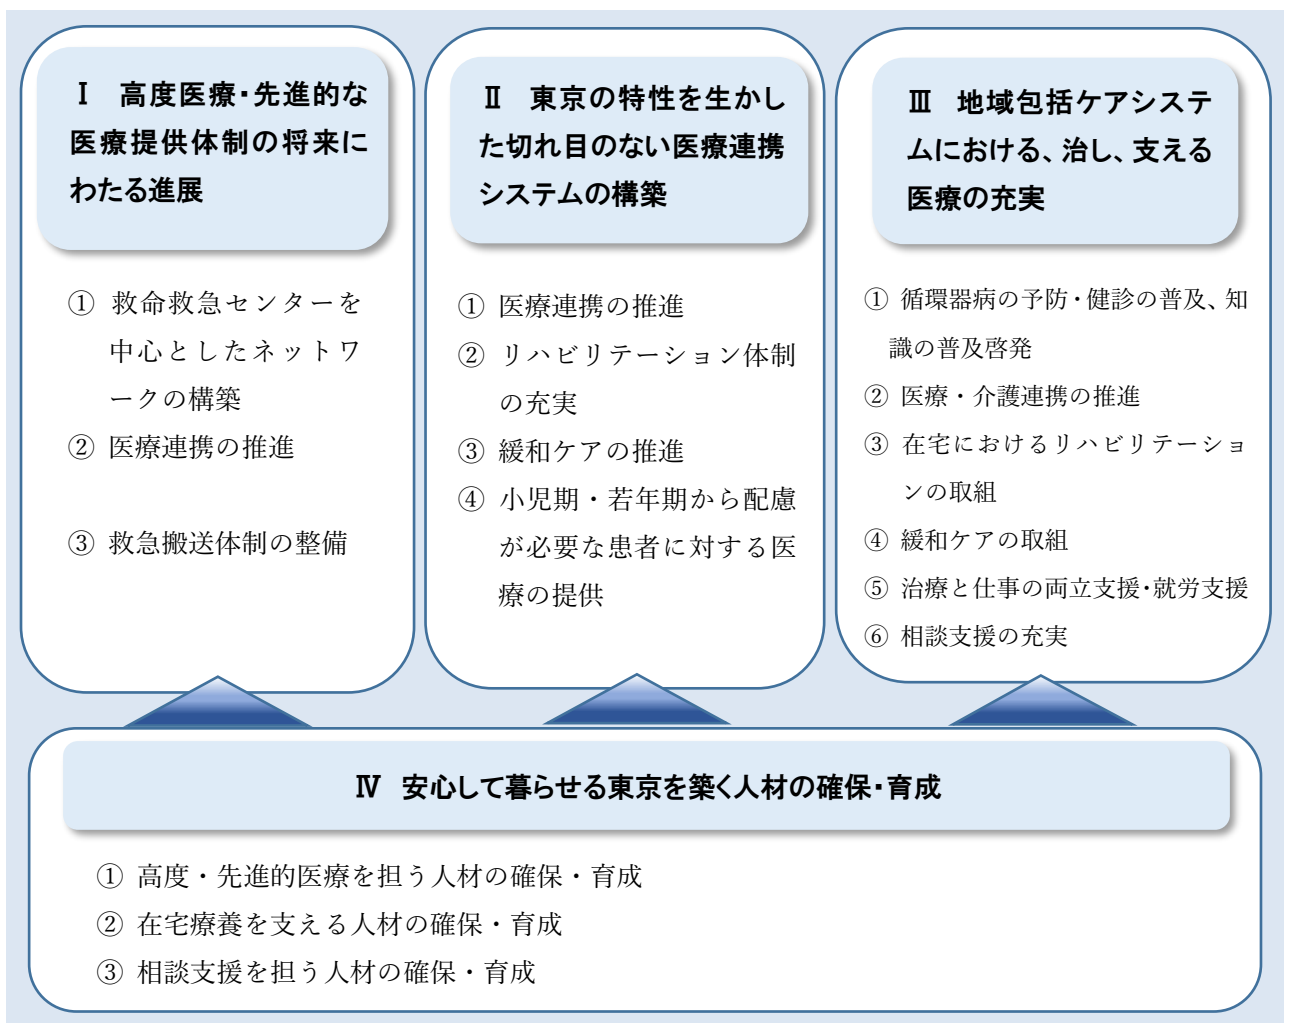 Ⅰ　高度医療・先進的な
医療提供体制の将来に
わたる進展
① 救命救急センターを
中心としたネットワ
ークの構築
② 医療連携の推進
③ 救急搬送体制の整備
Ⅱ　東京の特性を生かし
た切れ目のない医療連携
システムの構築
① 医療連携の推進
② リハビリテーション体制
の充実
③ 緩和ケアの推進
④ 小児期・若年期から配慮
が必要な患者に対する医
療の提供
Ⅲ　地域包括ケアシステ
ムにおける、治し、支える
医療の充実
① 循環器病の予防・健診の普及、知
識の普及啓発
② 医療・介護連携の推進
③ 在宅におけるリハビリテーショ
ンの取組
④ 緩和ケアの取組
⑤ 治療と仕事の両立支援・就労支援
⑥ 相談支援の充実
Ⅳ　安心して暮らせる東京を築く人材の確保・育成
① 高度・先進的医療を担う人材の確保・育成
② 在宅療養を支える人材の確保・育成
③ 相談支援を担う人材の確保・育成